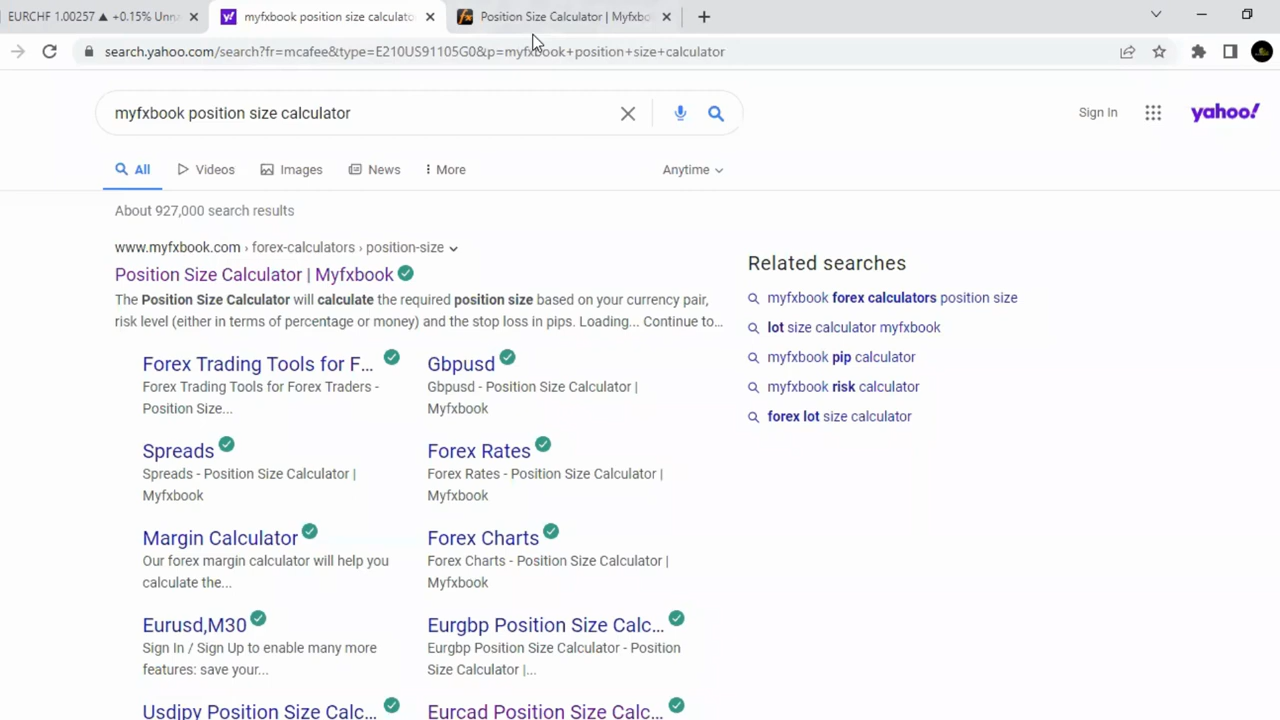 EURCHF 1.00257 ▲ +0.15% Unna
myfxbook position size calculato
Position Size Calculator | Myfxbo
search.yahoo.com/search?fr=mcafee&type=E210US91105G0&p=myfxbook+position+size+calculator
myfxbook position size calculator
Sign In
yahoo!
All
Videos
Images
News
More
Anytime
About 927,000 search results
www.myfxbook.com › forex-calculators › position-size
Position Size Calculator | Myfxbook
The Position Size Calculator will calculate the required position size based on your currency pair,
risk level (either in terms of percentage or money) and the stop loss in pips. Loading... Continue to...
Forex Trading Tools for F...
Forex Trading Tools for Forex Traders -
Position Size...
Gbpusd
Gbpusd - Position Size Calculator |
Myfxbook
Spreads
Spreads - Position Size Calculator |
Myfxbook
Forex Rates
Forex Rates - Position Size Calculator |
Myfxbook
Margin Calculator
Our forex margin calculator will help you
calculate the...
Forex Charts
Forex Charts - Position Size Calculator |
Myfxbook
Eurusd,M30
Sign In / Sign Up to enable many more
features: save your...
Eurgbp Position Size Calc...
Eurgbp Position Size Calculator - Position
Size Calculator |...
Usdjpy Position Size Calc...
Eurcad Position Size Calc...
Related searches
myfxbook forex calculators position size
lot size calculator myfxbook
myfxbook pip calculator
myfxbook risk calculator
forex lot size calculator